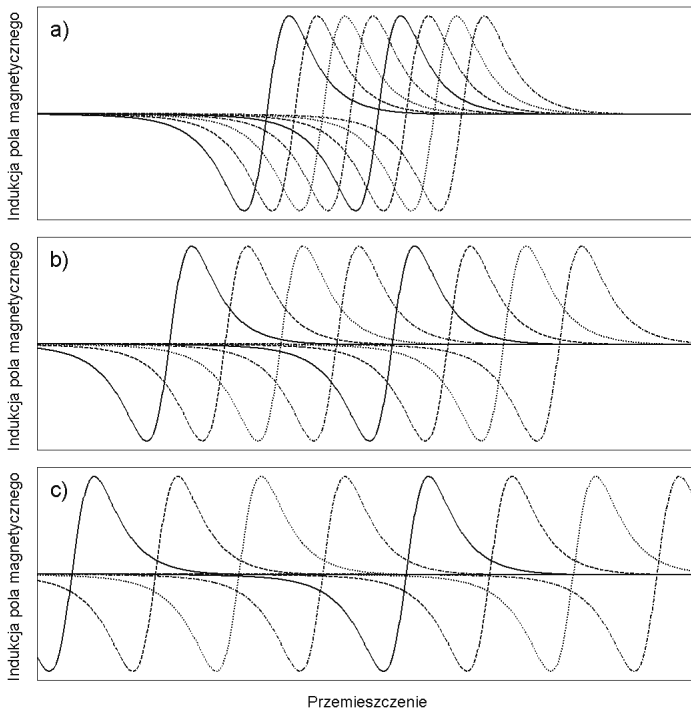 a)
Indukcja pola magnetycznego
b)
Indukcja pola magnetycznego
c)
Indukcja pola magnetycznego
Przemieszczenie